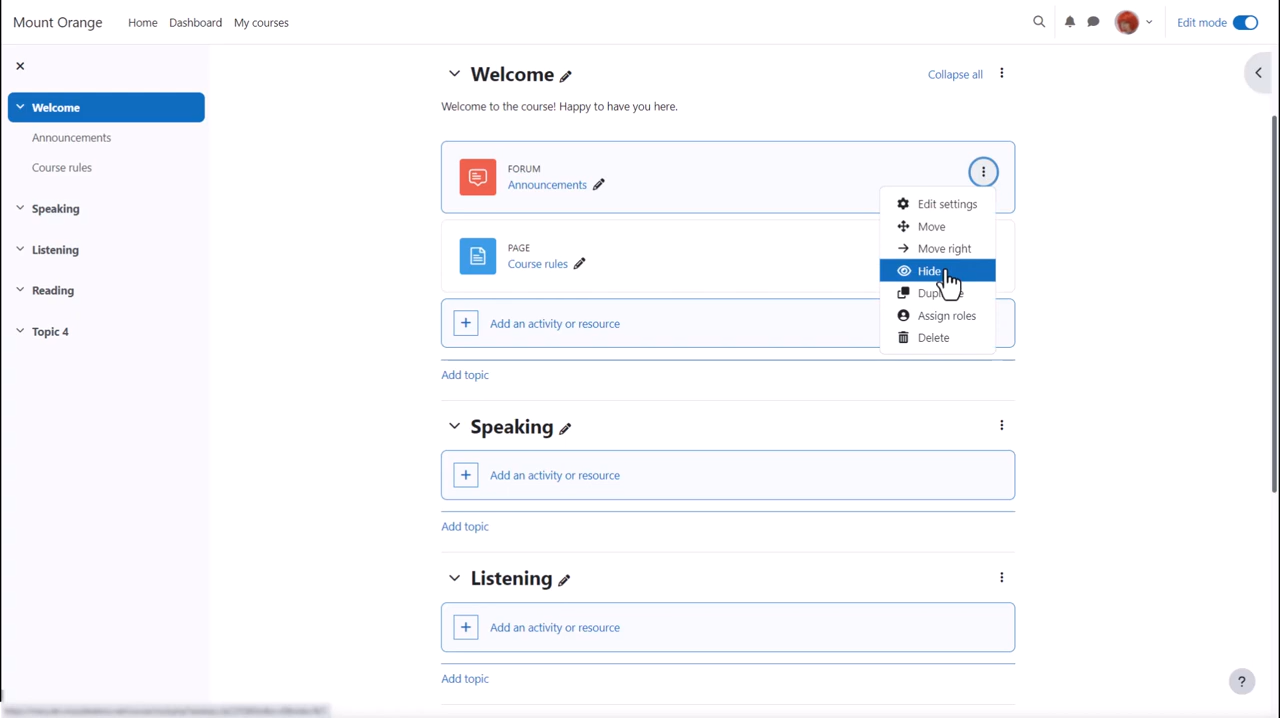 Mount Orange
Home
Dashboard
My courses
Edit mode
Welcome
Announcements
Course rules
Speaking
Listening
Reading
Topic 4
Welcome
Collapse all
Welcome to the course! Happy to have you here.
FORUM
Announcements
PAGE
Course rules
Add an activity or resource
Edit settings
Move
Move right
Hide
Assign roles
Delete
Add topic
Speaking
Add an activity or resource
Add topic
Listening
Add an activity or resource
Add topic
?